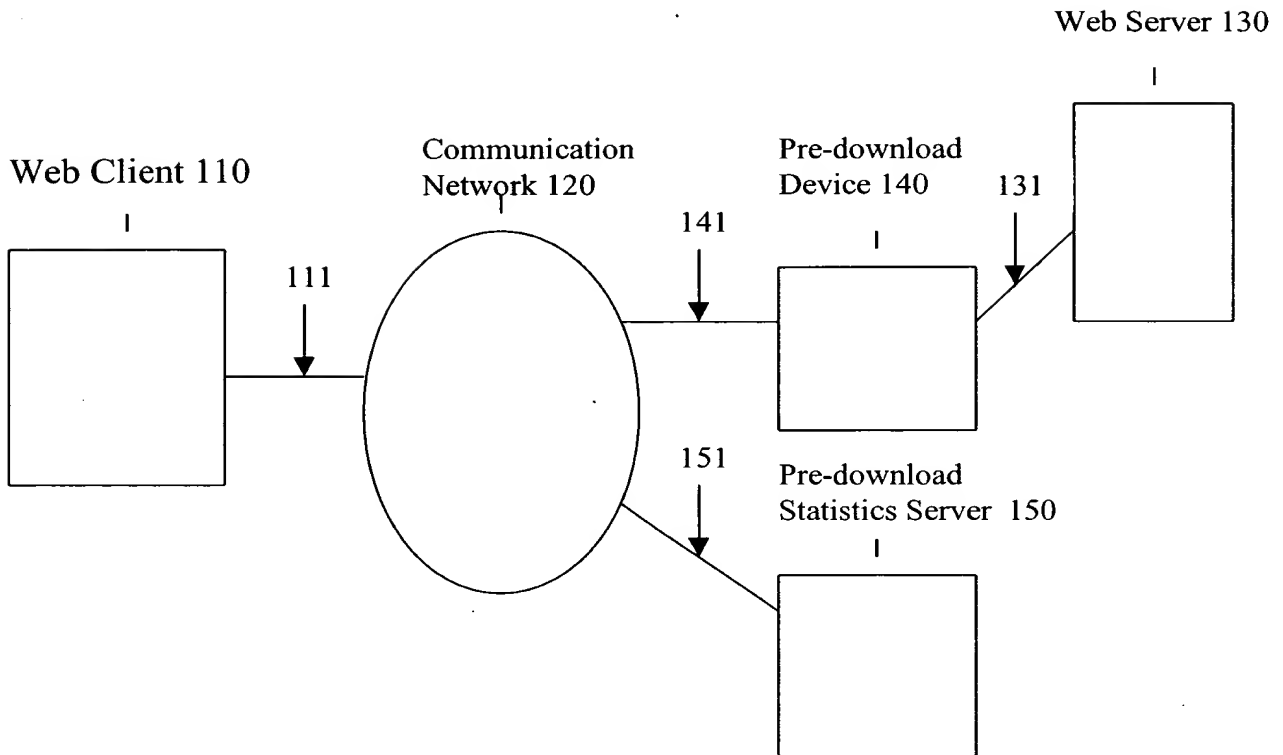 Web Server 130
Web Client 110
Communication
Network 120
Pre-download
Device 140
131
141
111
151
Pre-download
Statistics Server 150